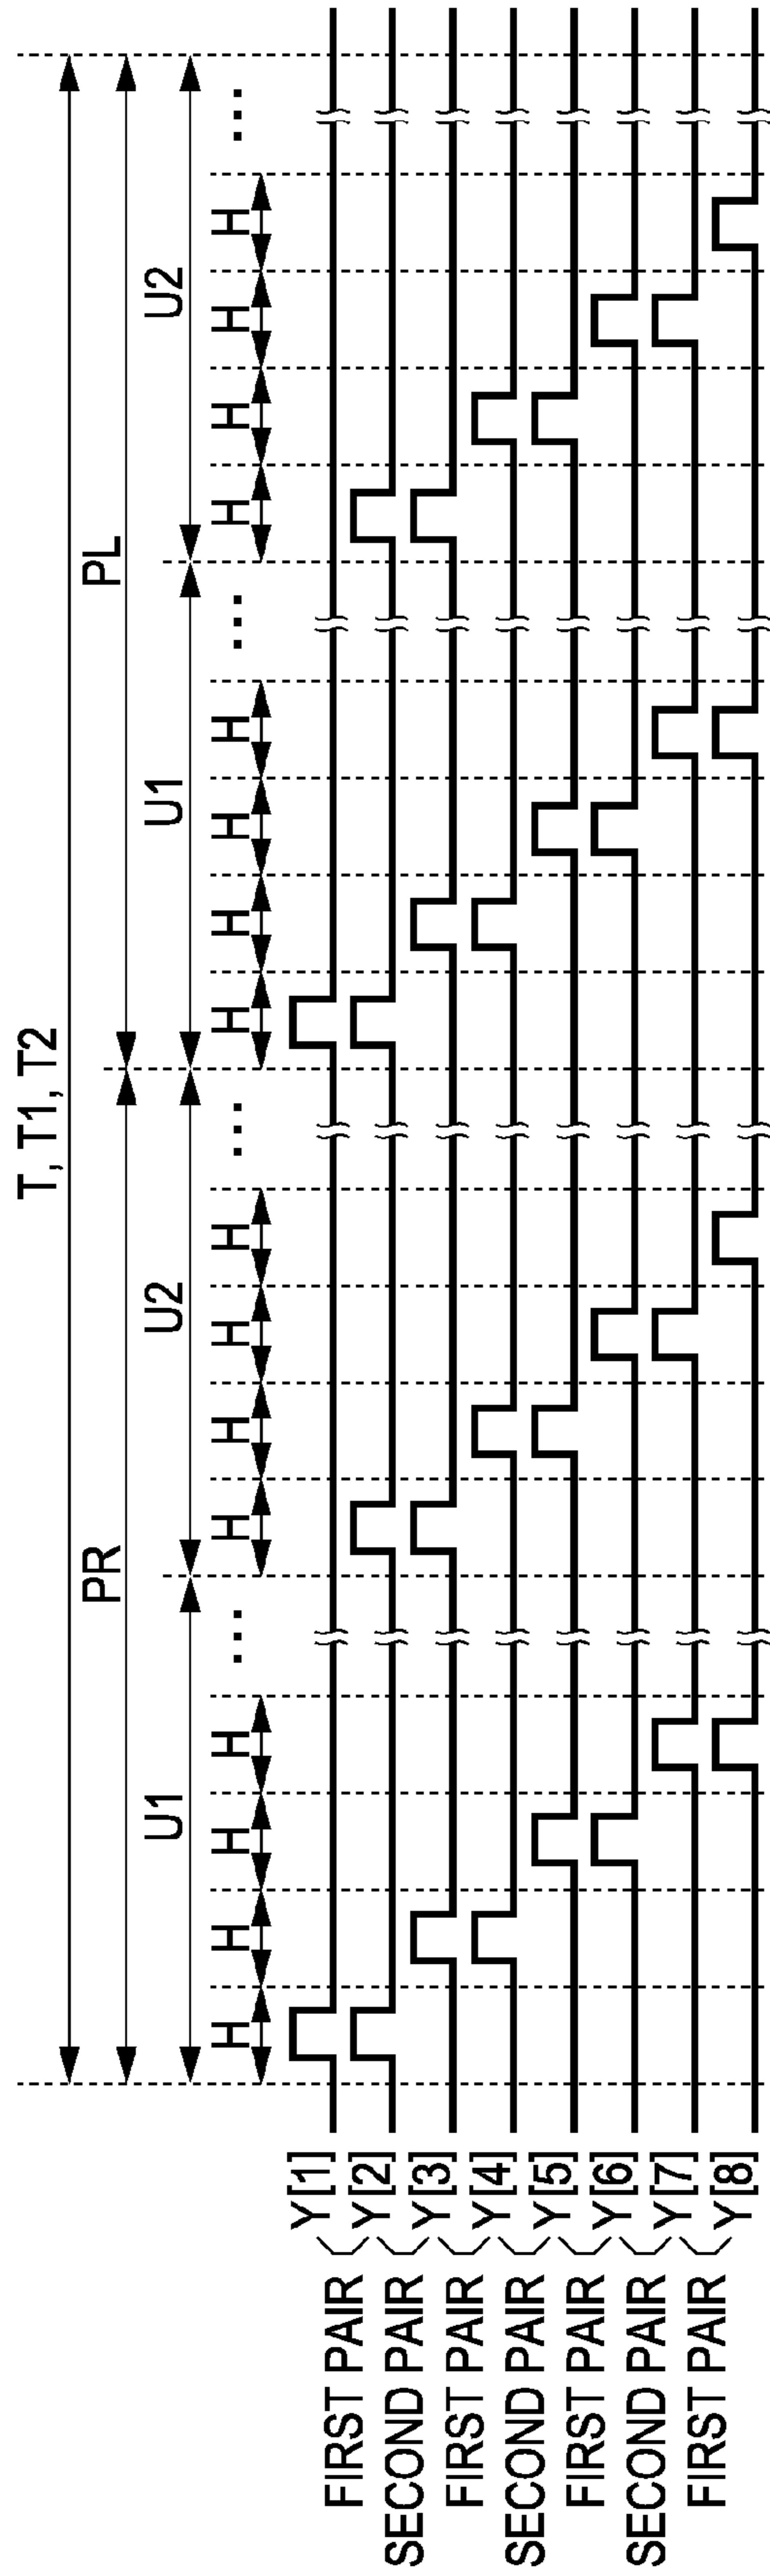 T, T1, T2
PR PL
U1 U2 U1 U2
H H H H ... H H H H ... H H H H ... H H H H ...
Y[1]
FIRST PAIR
Y[2]
SECOND PAIR
Y[3]
FIRST PAIR
Y[4]
SECOND PAIR
Y[5]
FIRST PAIR
Y[6]
SECOND PAIR
Y[7]
FIRST PAIR
Y[8]